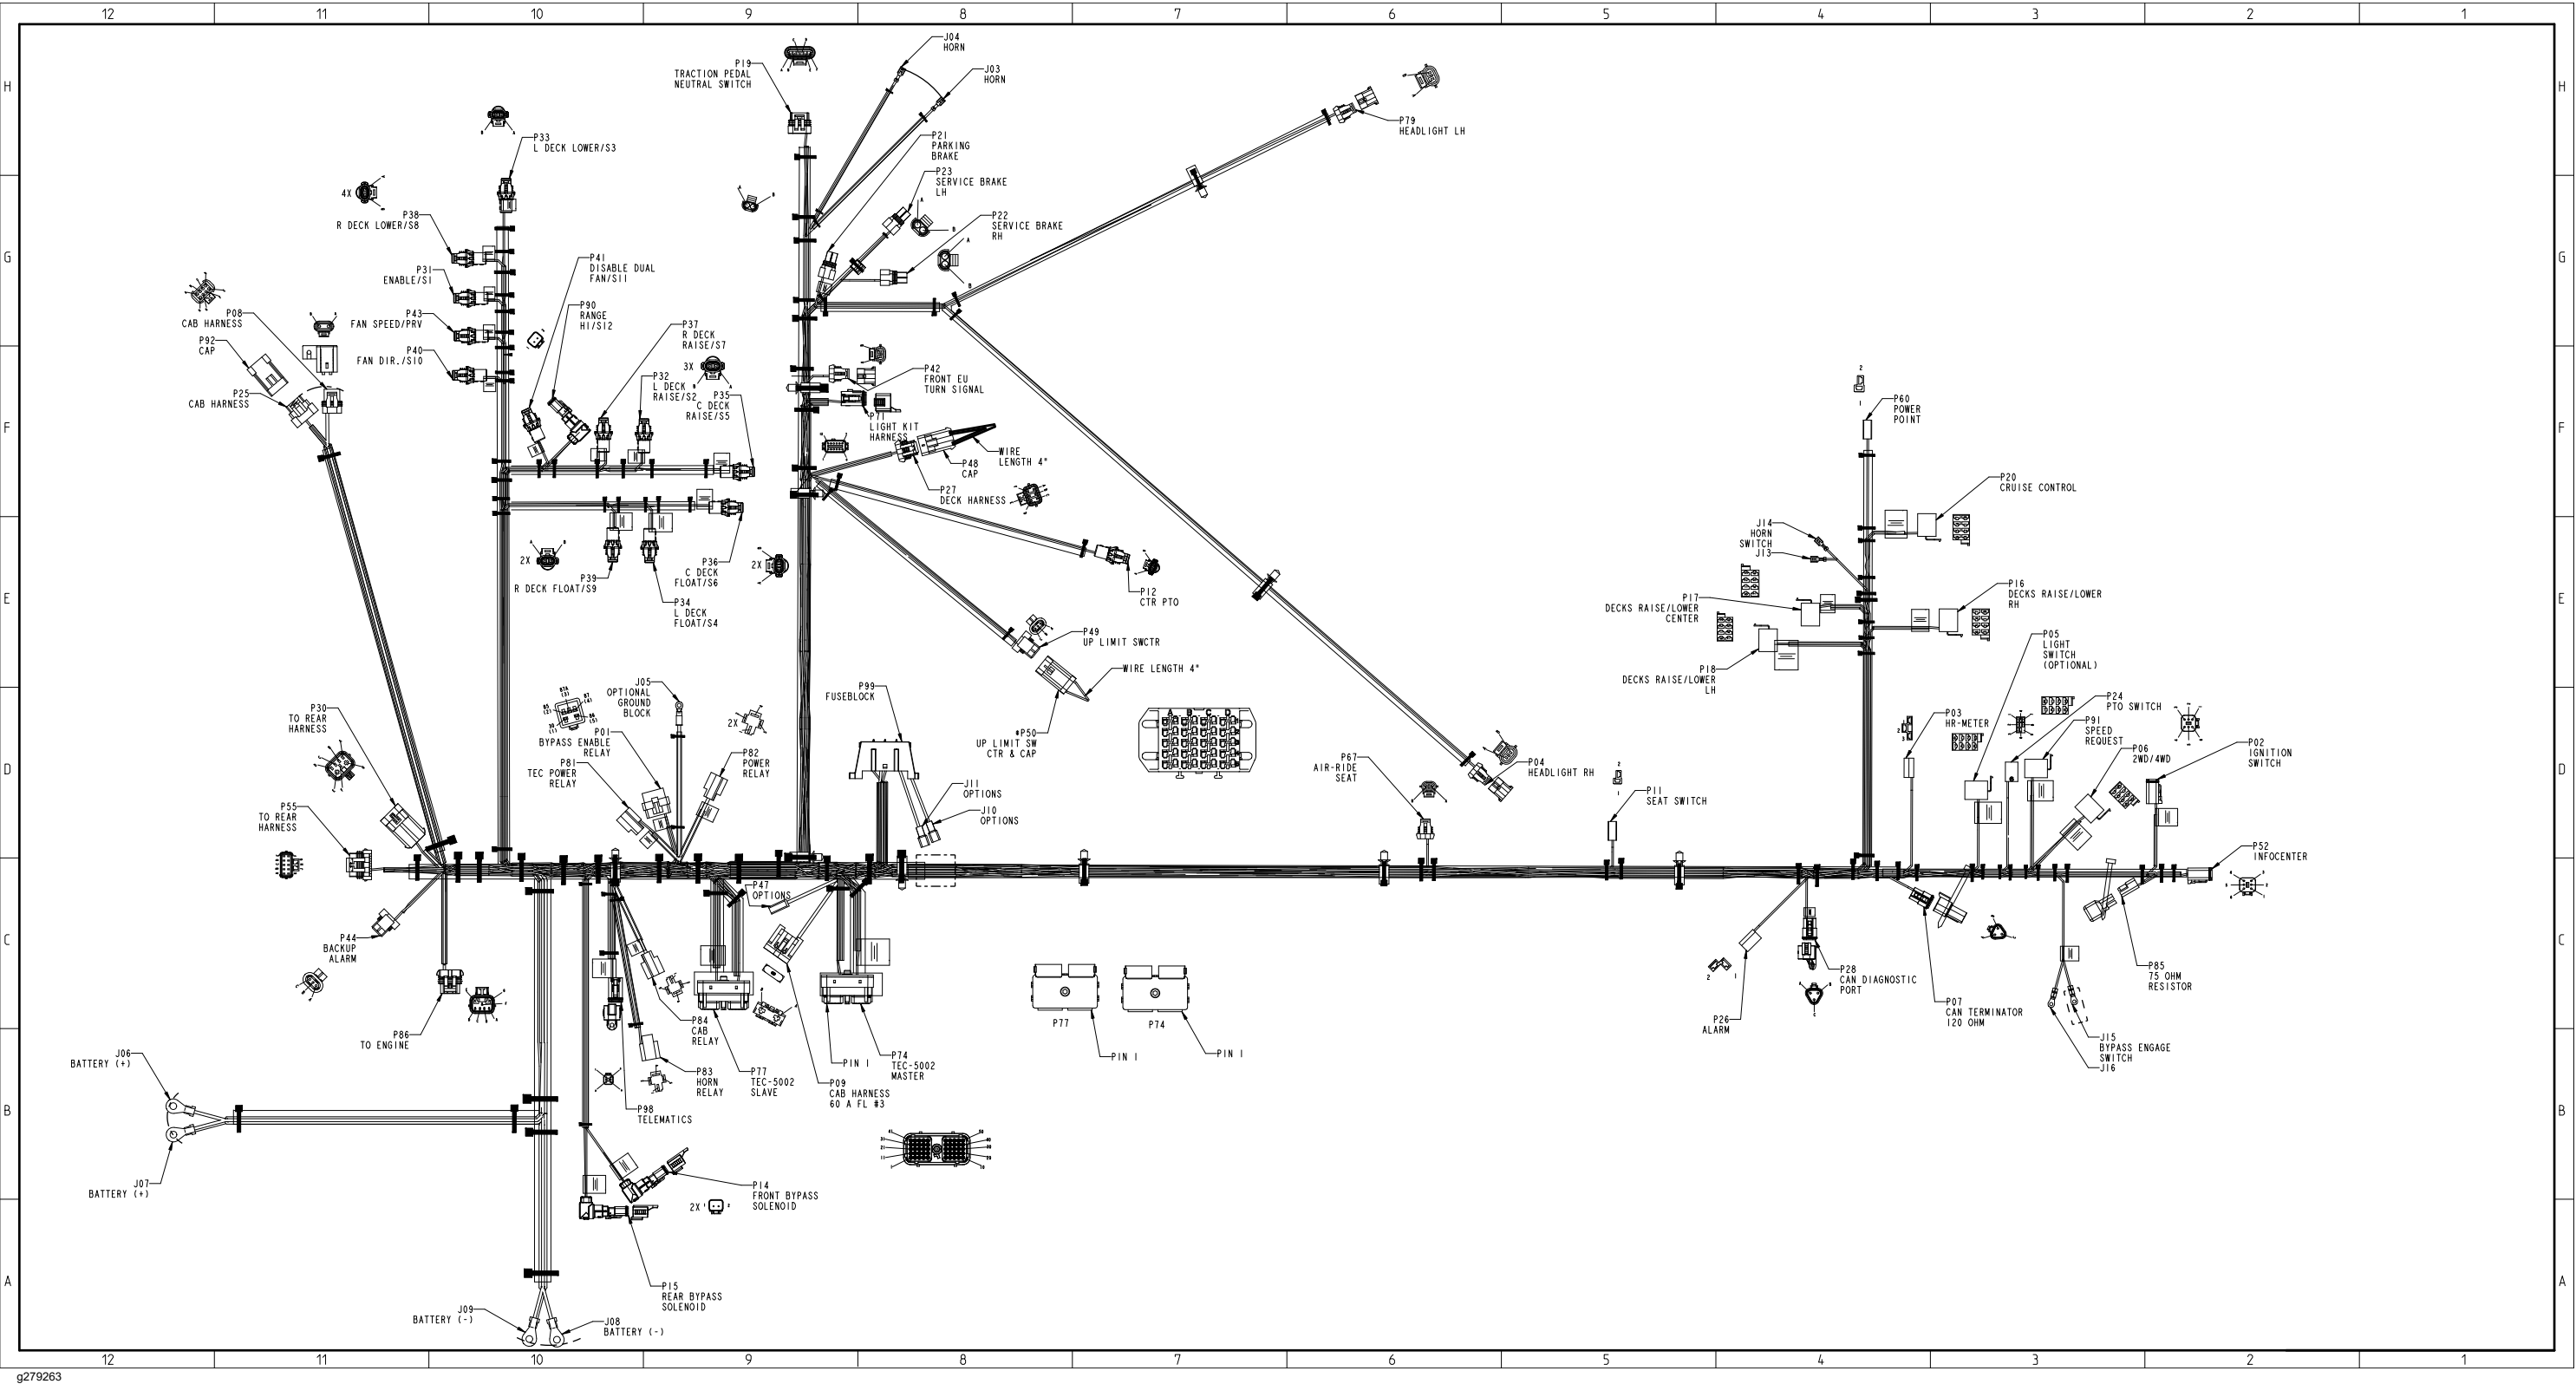 12 11 10 9 8 7 6 5 4 3 2 1
H
G
F
E
D
C
B
A
J04
HORN
J03
HORN
P19
TRACTION PEDAL
NEUTRAL SWITCH
P79
HEADLIGHT LH
P33
L DECK LOWER/S3
P21
PARKING
BRAKE
P23
SERVICE BRAKE
LH
P22
SERVICE BRAKE
RH
4X
P38
R DECK LOWER/S8
P31
ENABLE/S1
P43
FAN SPEED/PRV
P40
FAN DIR./S10
P41
DISABLE DUAL
FAN/S11
P90
RANGE
HI/S12
P37
R DECK
RAISE/S7
3X
P32
L DECK
RAISE/S2
P35
C DECK
RAISE/S5
P08
CAB HARNESS
P92
CAP
P25
CAB HARNESS
P42
FRONT EU
TURN SIGNAL
P71
LIGHT KIT
HARNESS
WIRE
LENGTH 4"
P48
CAP
P27
DECK HARNESS
P60
POWER
POINT
P20
CRUISE CONTROL
J14
HORN
SWITCH
J13
2X
P39
R DECK FLOAT/S9
P36
C DECK
FLOAT/S6
2X
P34
L DECK
FLOAT/S4
P12
CTR PTO
P49
UP LIMIT SWCTR
WIRE LENGTH 4"
*P50
UP LIMIT SW
CTR & CAP
P17
DECKS RAISE/LOWER
CENTER
P16
DECKS RAISE/LOWER
RH
P18
DECKS RAISE/LOWER
LH
P05
LIGHT
SWITCH
(OPTIONAL)
P24
PTO SWITCH
P03
HR-METER
P91
SPEED
REQUEST
P06
2WD/4WD
P02
IGNITION
SWITCH
P30
TO REAR
HARNESS
P55
TO REAR
HARNESS
J05
OPTIONAL
GROUND
BLOCK
2X
P01
BYPASS ENABLE
RELAY
P81
TEC POWER
RELAY
P82
POWER
RELAY
P99
FUSEBLOCK
J11
OPTIONS
J10
OPTIONS
A B C D
P67
AIR-RIDE
SEAT
P04
HEADLIGHT RH
P11
SEAT SWITCH
P52
INFOCENTER
P47
OPTIONS
P44
BACKUP
ALARM
P86
TO ENGINE
P84
CAB
RELAY
P83
HORN
RELAY
P77
TEC-5002
SLAVE
PIN 1
P74
TEC-5002
MASTER
P09
CAB HARNESS
60 A FL #3
P98
TELEMATICS
P77
P74
PIN 1
PIN 1
P26
ALARM
P28
CAN DIAGNOSTIC
PORT
P07
CAN TERMINATOR
120 OHM
P85
75 OHM
RESISTOR
J15
BYPASS ENGAGE
SWITCH
J16
J06
BATTERY (+)
J07
BATTERY (+)
P14
FRONT BYPASS
SOLENOID
2X
P15
REAR BYPASS
SOLENOID
J09
BATTERY (-)
J08
BATTERY (-)
H
G
F
E
D
C
B
A
12 11 10 9 8 7 6 5 4 3 2 1
g279263